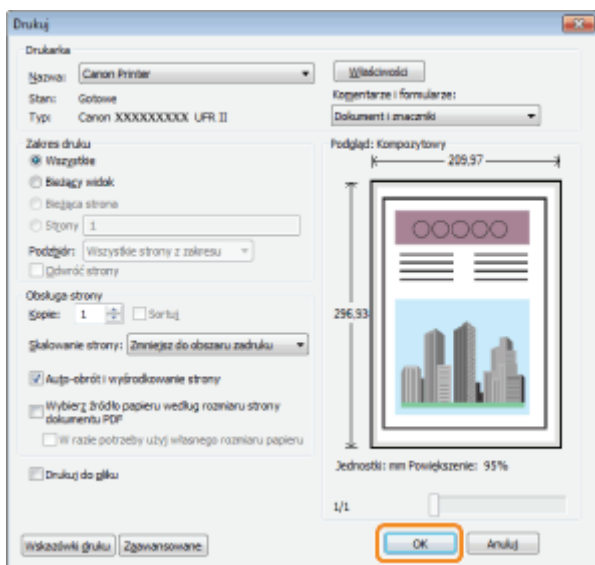 Drukuj
Drukarka
Nazwa: Canon Printer
Właściwości
Stan: Gotowe
Komentarze i formularze:
Typ: Canon XXXXXXXXX UFR II
Dokument i znaczniki
Zakres druku
Wszystkie
Bieżący widok
Bieżąca strona
Strony 1
Podzbiór: Wszystkie strony z zakresu
Odwróć strony
Obsługa strony
Kopie: 1 Sortuj
Skalowanie strony: Zmniejsz do obszaru zadruku
Auto-obrót i wyśrodkowanie strony
Wybierz źródło papieru według rozmiaru strony
dokumentu PDF
W razie potrzeby użyj własnego rozmiaru papieru
Drukuj do pliku
Podgląd: Kompozytowy
209,97
OOOOO
296,93
Jednostki: mm Powiększenie: 95%
1/1
Wskazówki druku Zaawansowane OK Anuluj